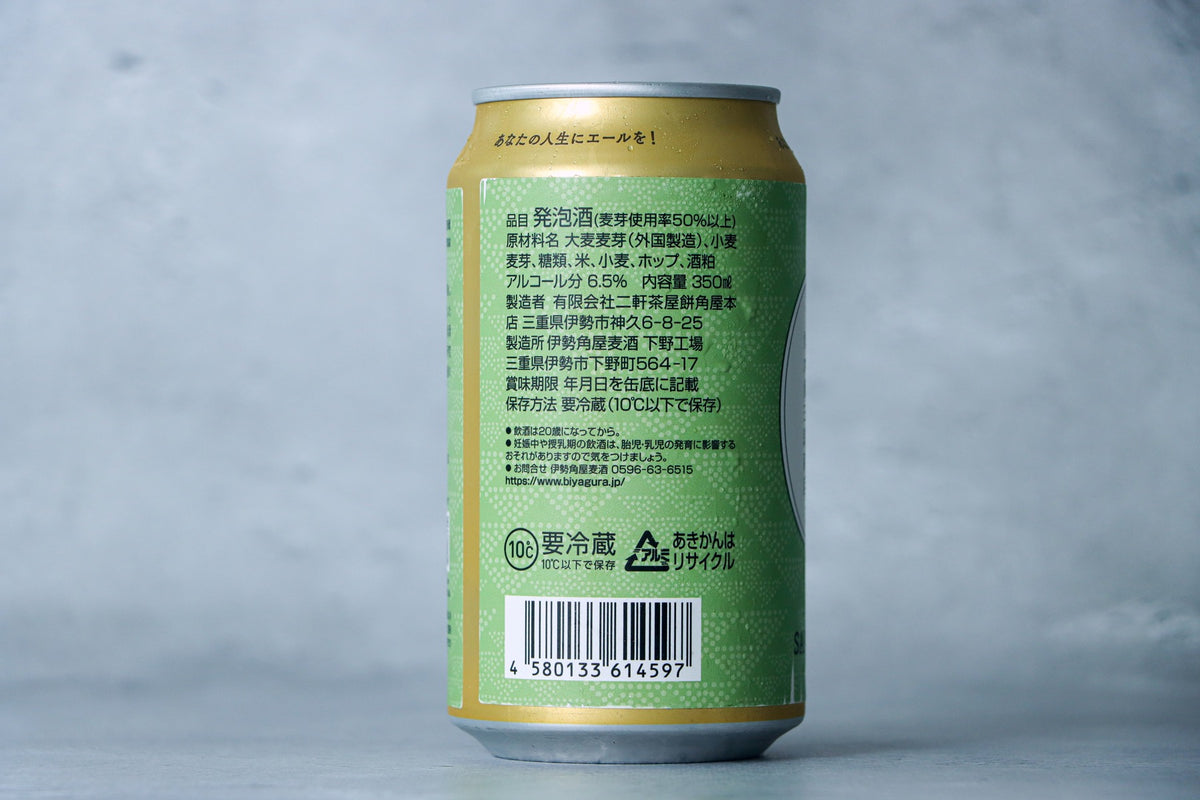 あなたの人生にエールを!
品目 発泡酒(麦芽使用率50%以上)
原材料名 大麦麦芽(外国製造)、小麦
麦芽、糖類、米、小麦、ホップ、酒粕
アルコール分 6.5% 内容量 350㎖
製造者 有限会社二軒茶屋餅角屋本
店 三重県伊勢市神久6-8-25
製造所 伊勢角屋麦酒 下野工場
三重県伊勢市下野町564-17
賞味期限 年月日を缶底に記載
保存方法 要冷蔵(10℃以下で保存)
●飲酒は20歳になってから。
●妊娠中や授乳期の飲酒は、胎児・乳児の発育に影響する
おそれがありますので気をつけましょう。
●お問合せ 伊勢角屋麦酒 0596-63-6515
https://www.biyagura.jp/
10℃ 要冷蔵
10℃以下で保存
アルミ
あきかんは
リサイクル
4 580133 614597